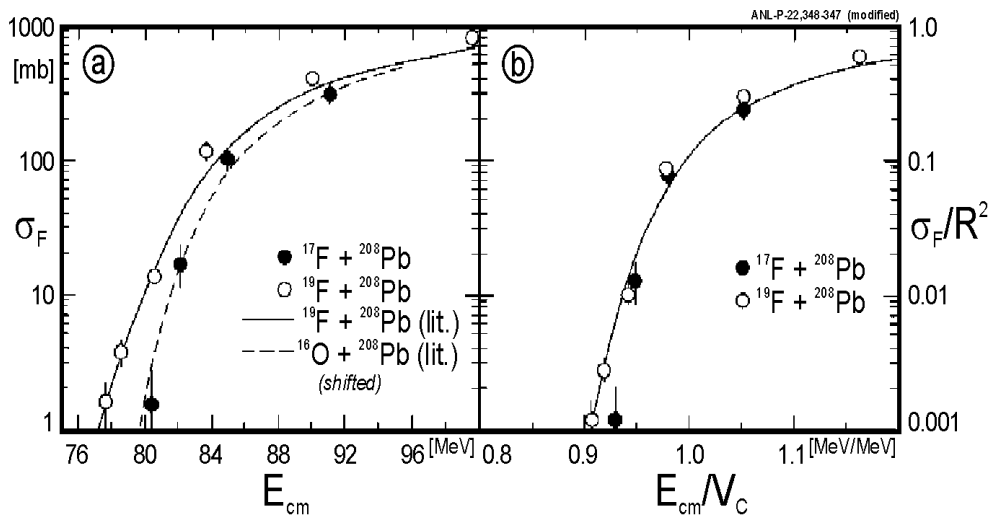 ANL-P-22,348-347 (modified)
1000
[mb]
100
σF
10
1
a
¹⁷F + ²⁰⁸Pb
¹⁹F + ²⁰⁸Pb
¹⁹F + ²⁰⁸Pb (lit.)
¹⁶O + ²⁰⁸Pb (lit.)
(shifted)
76 80 84 88 92 96 [MeV]
Ecm
b
1.0
0.1
σF/R²
0.01
0.001
¹⁷F + ²⁰⁸Pb
¹⁹F + ²⁰⁸Pb
0.8 0.9 1.0 1.1 [MeV/MeV]
Ecm/VC